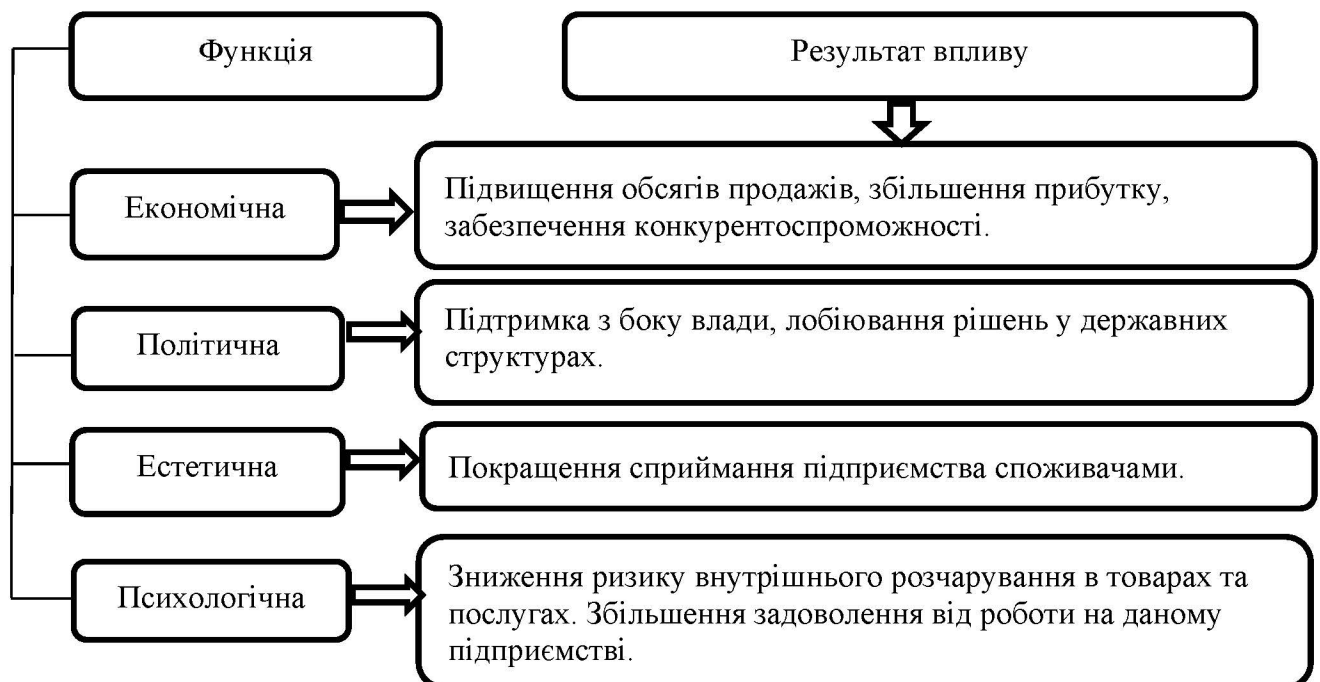 Функція
Результат впливу
Економічна
Підвищення обсягів продажів, збільшення прибутку,
забезпечення конкурентоспроможності.
Політична
Підтримка з боку влади, лобіювання рішень у державних
структурах.
Естетична
Покращення сприймання підприємства споживачами.
Психологічна
Зниження ризику внутрішнього розчарування в товарах та
послугах. Збільшення задоволення від роботи на даному
підприємстві.